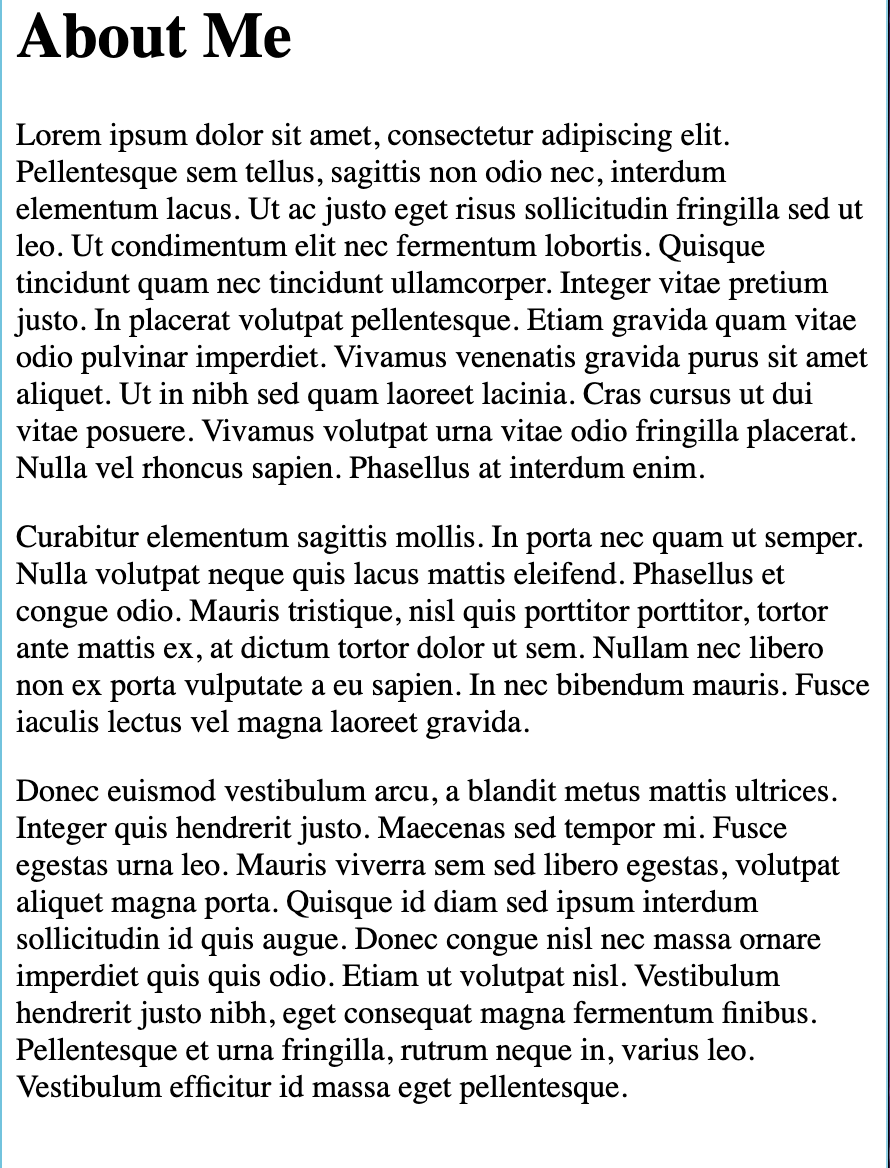 About Me
Lorem ipsum dolor sit amet, consectetur adipiscing elit.
Pellentesque sem tellus, sagittis non odio nec, interdum
elementum lacus. Ut ac justo eget risus sollicitudin fringilla sed ut
leo. Ut condimentum elit nec fermentum lobortis. Quisque
tincidunt quam nec tincidunt ullamcorper. Integer vitae pretium
justo. In placerat volutpat pellentesque. Etiam gravida quam vitae
odio pulvinar imperdiet. Vivamus venenatis gravida purus sit amet
aliquet. Ut in nibh sed quam laoreet lacinia. Cras cursus ut dui
vitae posuere. Vivamus volutpat urna vitae odio fringilla placerat.
Nulla vel rhoncus sapien. Phasellus at interdum enim.
Curabitur elementum sagittis mollis. In porta nec quam ut semper.
Nulla volutpat neque quis lacus mattis eleifend. Phasellus et
congue odio. Mauris tristique, nisl quis porttitor porttitor, tortor
ante mattis ex, at dictum tortor dolor ut sem. Nullam nec libero
non ex porta vulputate a eu sapien. In nec bibendum mauris. Fusce
iaculis lectus vel magna laoreet gravida.
Donec euismod vestibulum arcu, a blandit metus mattis ultrices.
Integer quis hendrerit justo. Maecenas sed tempor mi. Fusce
egestas urna leo. Mauris viverra sem sed libero egestas, volutpat
aliquet magna porta. Quisque id diam sed ipsum interdum
sollicitudin id quis augue. Donec congue nisl nec massa ornare
imperdiet quis quis odio. Etiam ut volutpat nisl. Vestibulum
hendrerit justo nibh, eget consequat magna fermentum finibus.
Pellentesque et urna fringilla, rutrum neque in, varius leo.
Vestibulum efficitur id massa eget pellentesque.